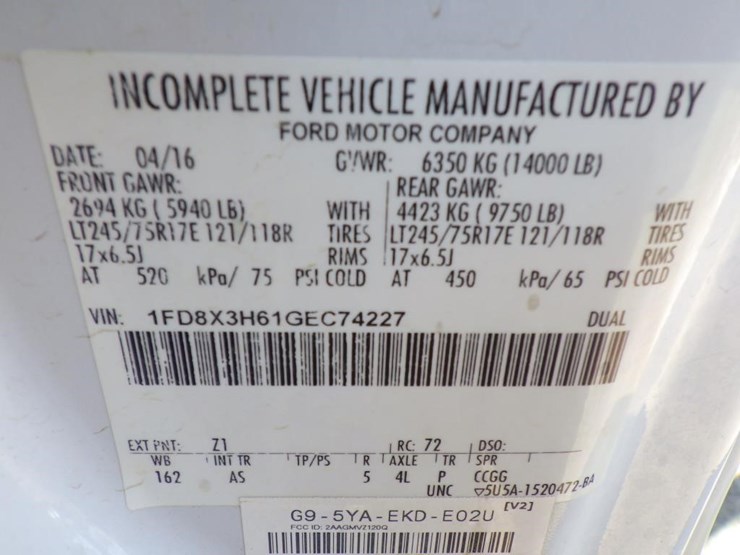 INCOMPLETE VEHICLE MANUFACTURED BY
FORD MOTOR COMPANY
DATE: 04/16 GVWR: 6350 KG (14000 LB)
FRONT GAWR: REAR GAWR:
2694 KG ( 5940 LB) WITH 4423 KG ( 9750 LB) WITH
LT245/75R17E 121/118R TIRES LT245/75R17E 121/118R TIRES
17x6.5J RIMS 17x6.5J RIMS
AT 520 kPa/ 75 PSI COLD AT 450 kPa/ 65 PSI COLD
VIN: 1FD8X3H61GEC74227 DUAL
EXT PNT: Z1 RC: 72 DSO:
WB INT TR TP/PS R AXLE TR SPR
162 AS 5 4L P CCGG
UNC ▽5U5A-1520472-BA
G9-5YA-EKD-E02U [V2]
FCC ID: 2AAGMVZ120Q